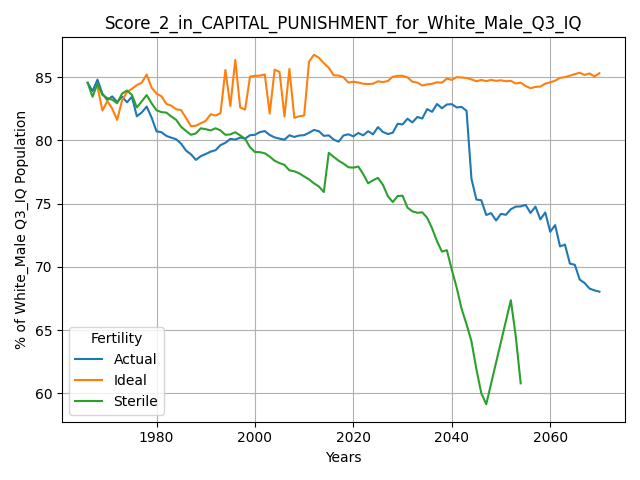 Score_2_in_CAPITAL_PUNISHMENT_for_White_Male_Q3_IQ
% of White_Male Q3_IQ Population
85
80
75
70
65
60
Fertility
Actual
Ideal
Sterile
1980
2000
2020
2040
2060
Years